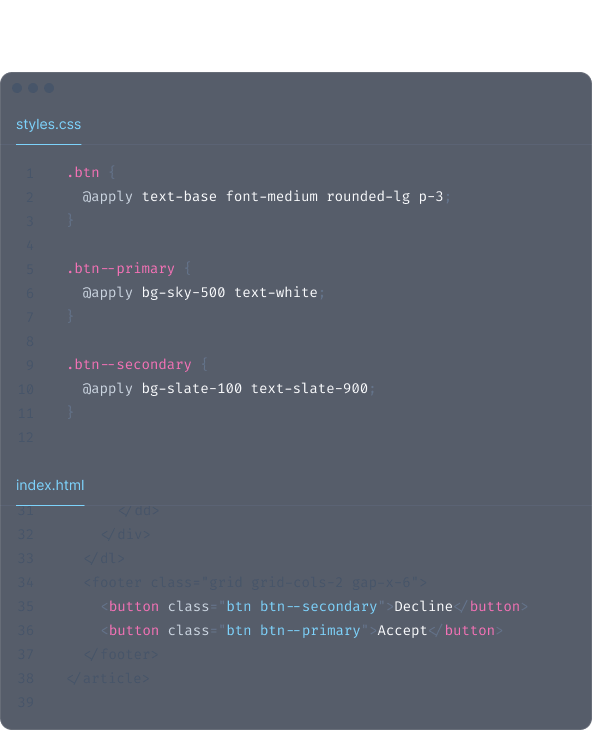 styles.css
1 .btn {
2 @apply text-base font-medium rounded-lg p-3;
3 }
4
5 .btn--primary {
6 @apply bg-sky-500 text-white;
7 }
8
9 .btn--secondary {
10 @apply bg-slate-100 text-slate-900;
11 }
12
index.html
31 </dd>
32 </div>
33 </dl>
34 <footer class="grid grid-cols-2 gap-x-6">
35 <button class="btn btn--secondary">Decline</button>
36 <button class="btn btn--primary">Accept</button>
37 </footer>
38 </article>
39